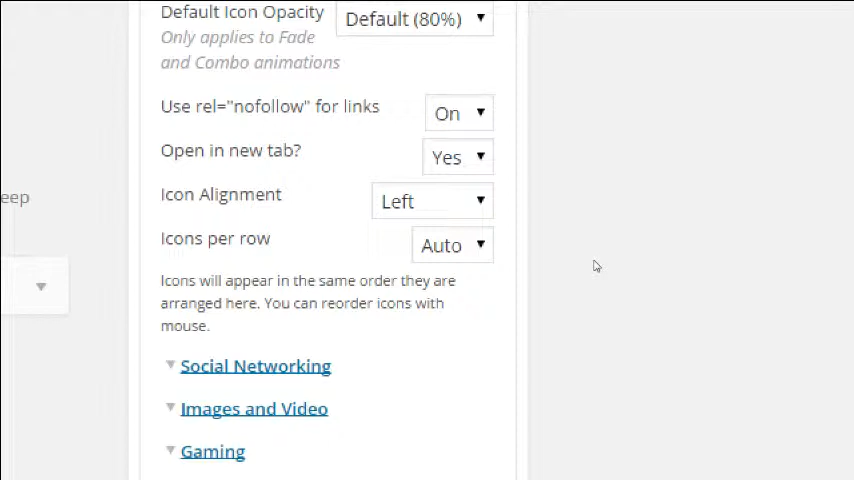 Default Icon Opacity
Default (80%)
Only applies to Fade
and Combo animations
Use rel="nofollow" for links
On
Open in new tab?
Yes
Icon Alignment
Left
eep
Icons per row
Auto
Icons will appear in the same order they are
arranged here. You can reorder icons with
mouse.
Social Networking
Images and Video
Gaming